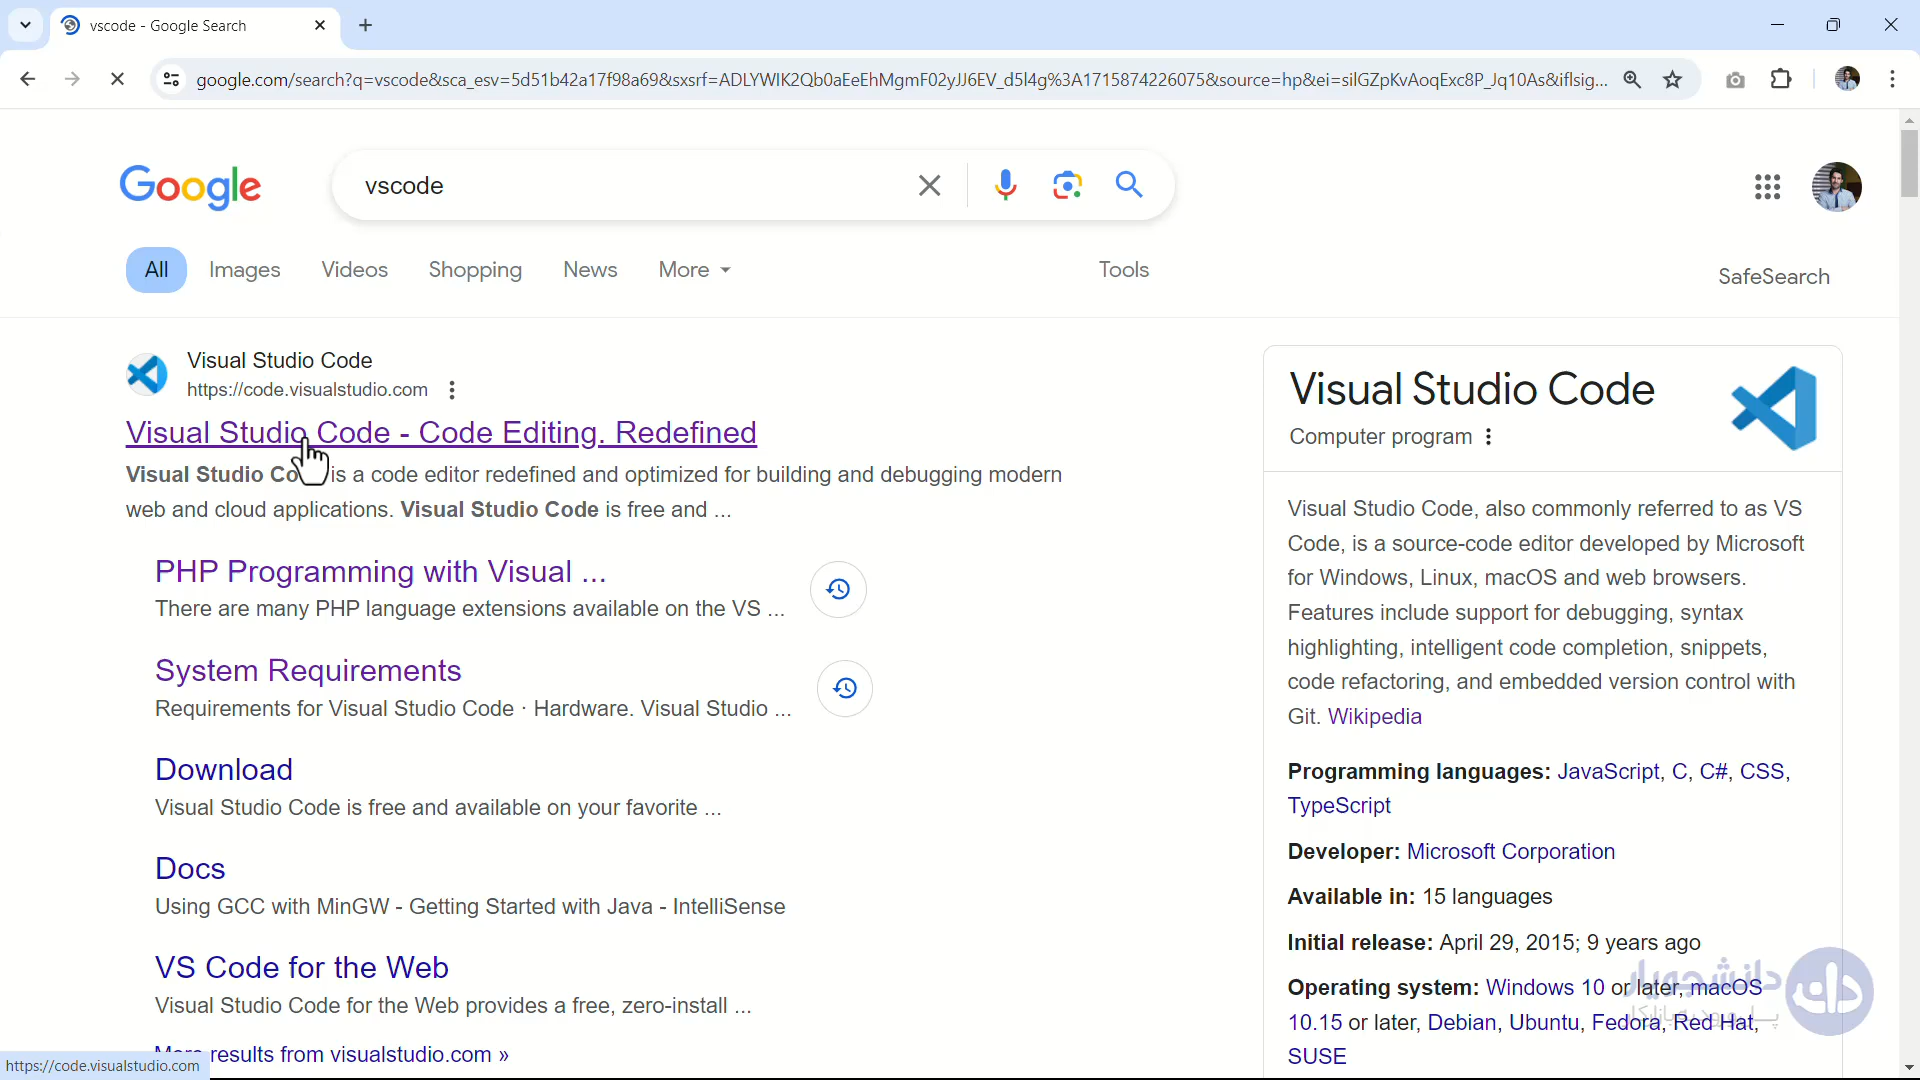 vscode - Google Search
google.com/search?q=vscode&sca_esv=5d51b42a17f98a69&sxsrf=ADLYWIK2Qb0aEeEhMgmF02yJJ6EV_d5l4g%3A1715874226075&source=hp&ei=silGZpKvAoqExc8P_Jq10As&iflsig...
Google
vscode
All
Images
Videos
Shopping
News
More
Tools
SafeSearch
Visual Studio Code
https://code.visualstudio.com
Visual Studio Code - Code Editing. Redefined
Visual Studio Co is a code editor redefined and optimized for building and debugging modern
web and cloud applications. Visual Studio Code is free and ...
PHP Programming with Visual ...
There are many PHP language extensions available on the VS ...
System Requirements
Requirements for Visual Studio Code · Hardware. Visual Studio ...
Download
Visual Studio Code is free and available on your favorite ...
Docs
Using GCC with MinGW - Getting Started with Java - IntelliSense
VS Code for the Web
Visual Studio Code for the Web provides a free, zero-install ...
More results from visualstudio.com »
https://code.visualstudio.com
Visual Studio Code
Computer program
Visual Studio Code, also commonly referred to as VS
Code, is a source-code editor developed by Microsoft
for Windows, Linux, macOS and web browsers.
Features include support for debugging, syntax
highlighting, intelligent code completion, snippets,
code refactoring, and embedded version control with
Git. Wikipedia
Programming languages: JavaScript, C, C#, CSS,
TypeScript
Developer: Microsoft Corporation
Available in: 15 languages
Initial release: April 29, 2015; 9 years ago
Operating system: Windows 10 or later, macOS
10.15 or later, Debian, Ubuntu, Fedora, Red Hat,
SUSE
دانشجویار